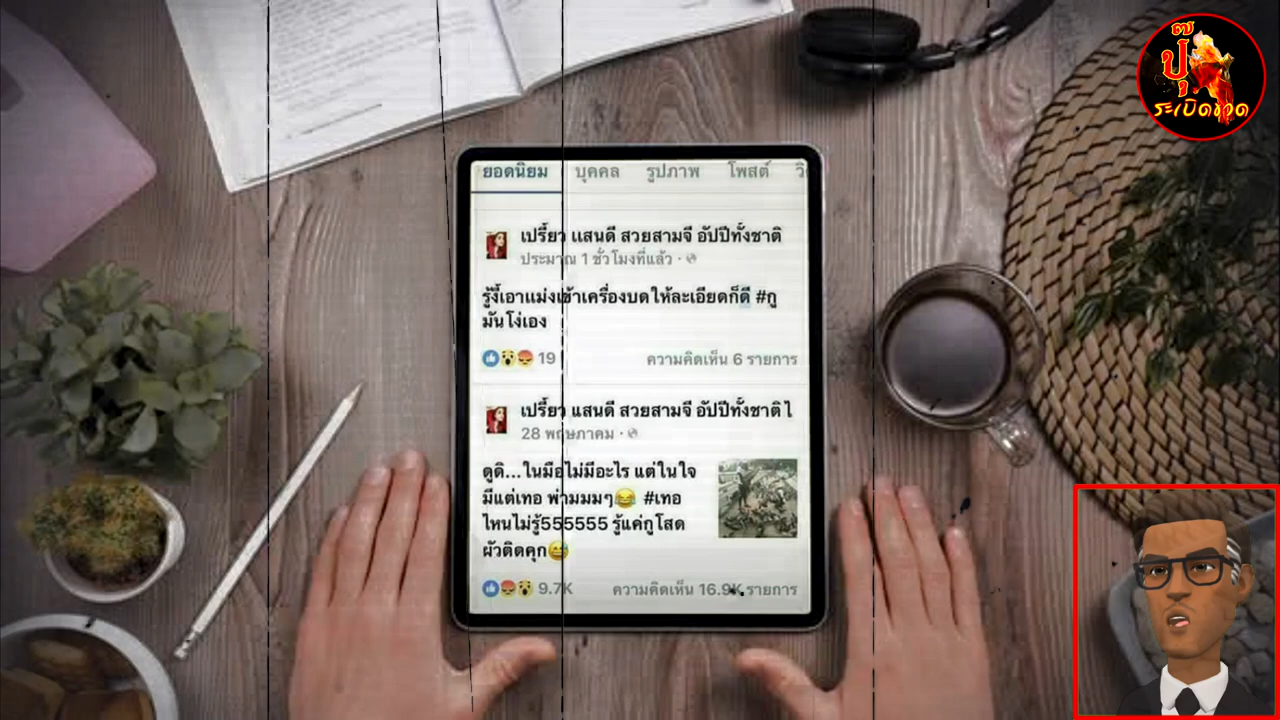 ปุ๊
ระเบิดขวด
ยอดนิยม บุคคล รูปภาพ โพสต์ วิ
เปรี้ยว แสนดี สวยสามจี อัปปีทั้งชาติ
ประมาณ 1 ชั่วโมงที่แล้ว ·
รู้งี้เอาแม่งเข้าเครื่องบดให้ละเอียดก็ดี #กู
มันโง่เอง
19 ความคิดเห็น 6 รายการ
เปรี้ยว แสนดี สวยสามจี อัปปีทั้งชาติ ไ
28 พฤษภาคม ·
ดูดิ...ในมือไม่มีอะไร แต่ในใจ
มีแต่เทอ พ่ามมมๆ😂 #เทอ
ไหนไม่รู้555555 รู้แค่กูโสด
ผัวติดคุก😅
9.7K ความคิดเห็น 16.9K รายการ